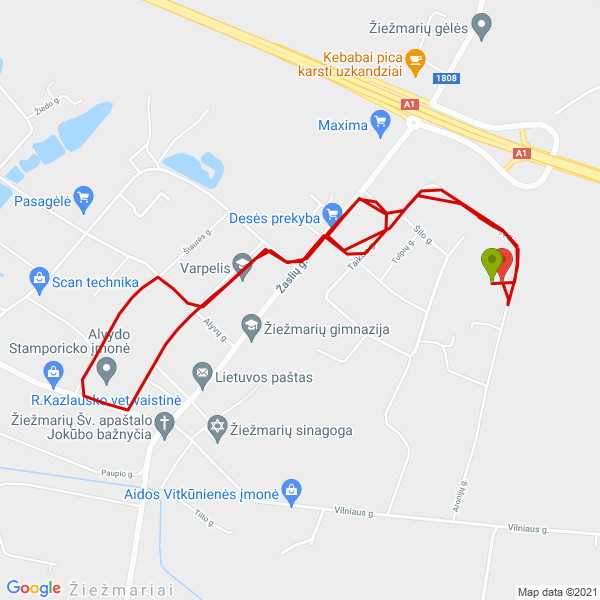 Žiežmarių gėlės
Kebabai pica
karsti uzkandziai
1808
A1
Žiedo g.
Maxima
A1
Pasagėlė
Desės prekyba
Šiaurės g.
Šilo g.
Tulpių g.
Varpelis
Žaslių g.
Scan technika
Alyvų g.
Žiežmarių gimnazija
Alvydo
Stamporicko įmonė
Lietuvos paštas
R.Kazlausko vet.vaistinė
Žiežmarių Šv. apaštalo
Jokūbo bažnyčia
Žiežmarių sinagoga
Paupio g.
Aidos Vitkūnienės įmonė
Aronijų g.
Vilniaus g.
Tilto g.
Vilniaus g.
Google
Žiežmariai
Map data ©2021